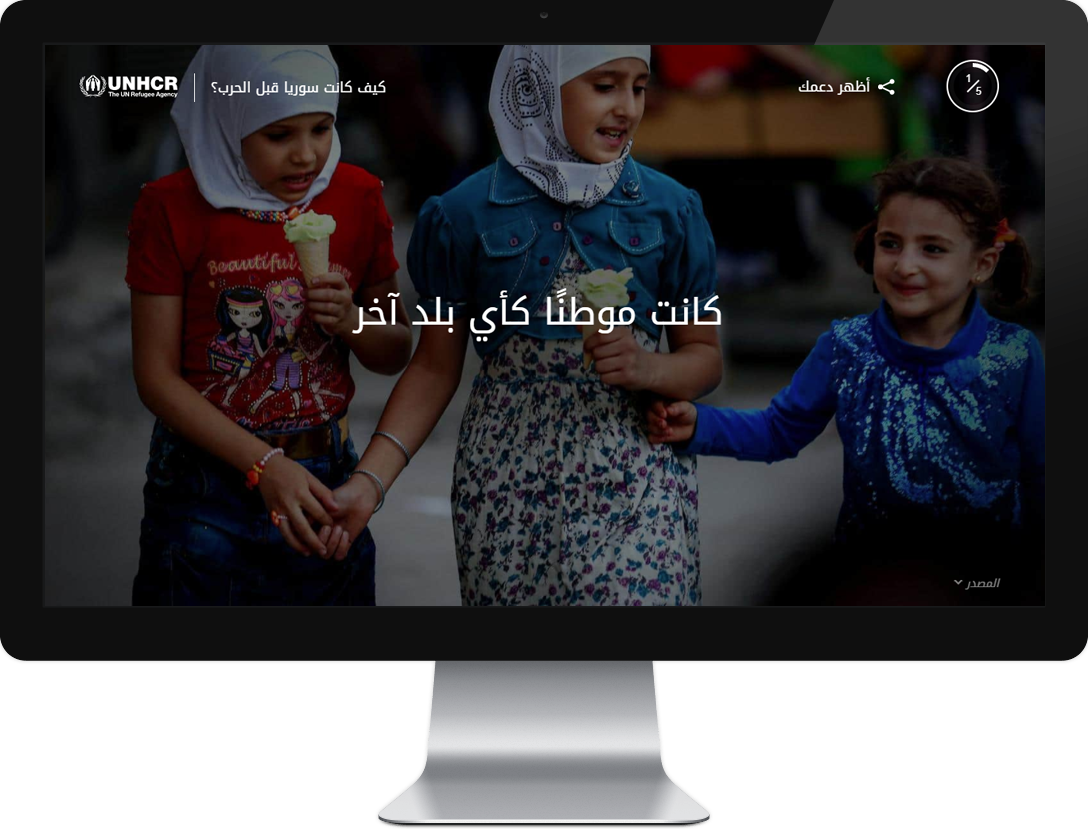 UNHCR
The UN Refugee Agency
كيف كانت سوريا قبل الحرب؟
أظهر دعمك
1/5
Beautiful
كانت موطنًا كأي بلد آخر
المصدر